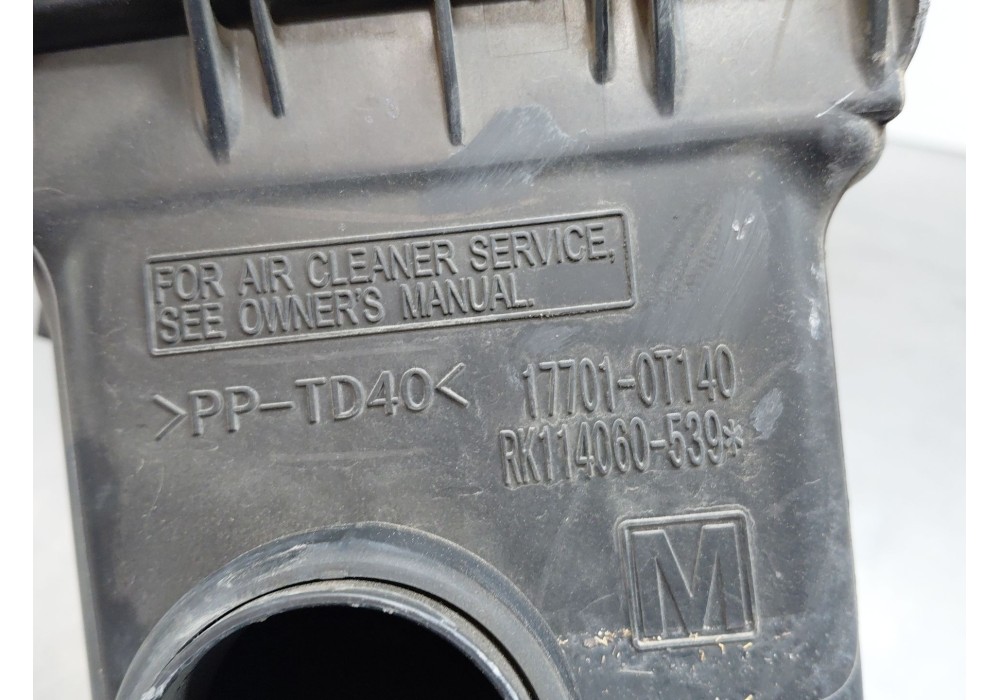 FOR AIR CLEANER SERVICE,
SEE OWNER'S MANUAL.
>PP-TD40<
17701-0T140
RK114060-539*
M